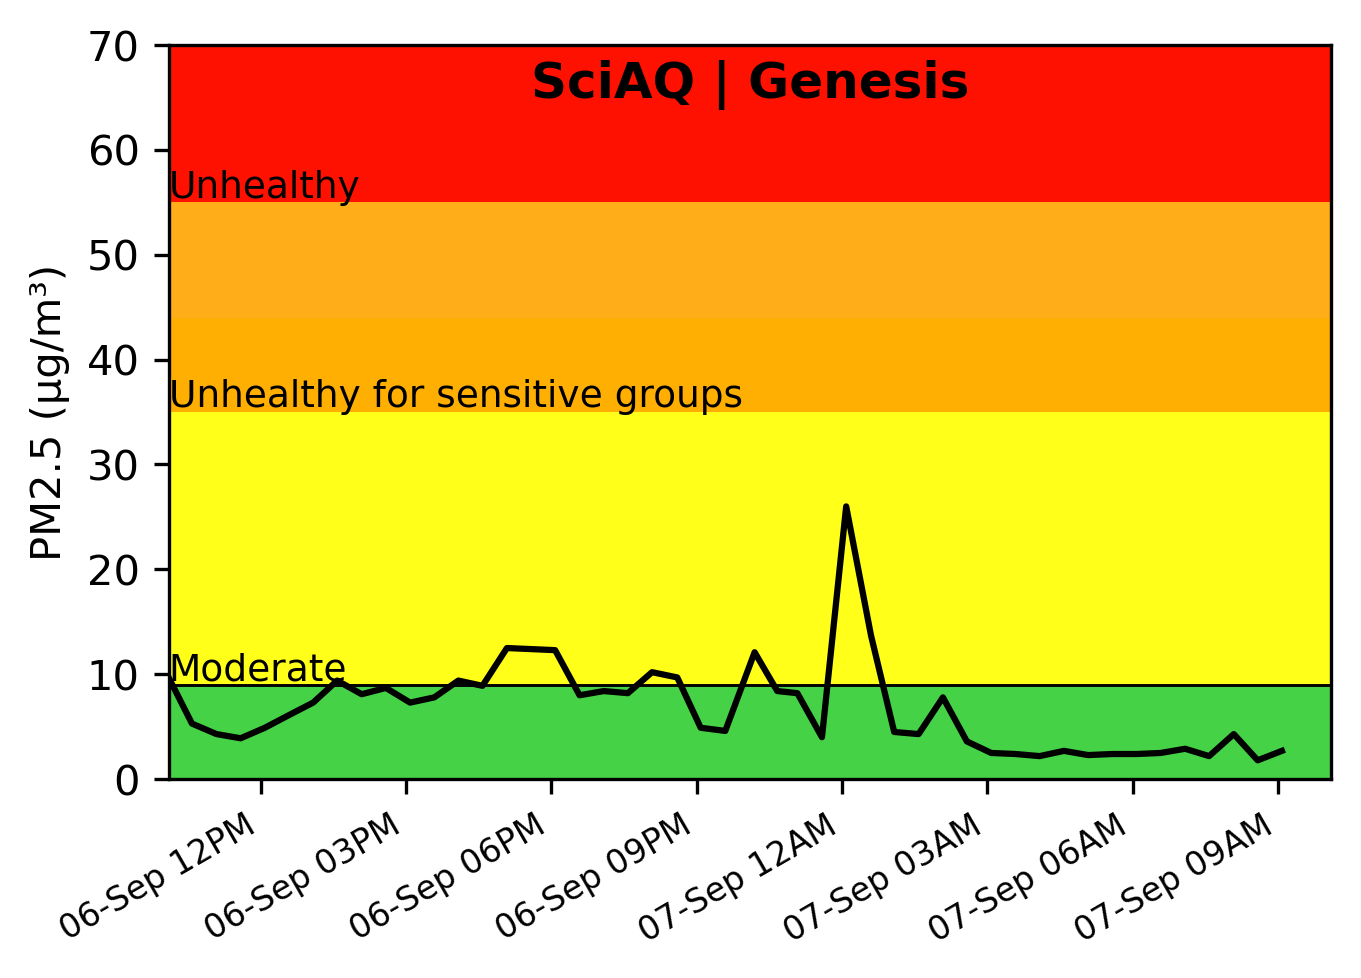 SciAQ | Genesis
PM2.5 (µg/m³)
70
60
50
40
30
20
10
0
Unhealthy
Unhealthy for sensitive groups
Moderate
06-Sep 12PM
06-Sep 03PM
06-Sep 06PM
06-Sep 09PM
07-Sep 12AM
07-Sep 03AM
07-Sep 06AM
07-Sep 09AM